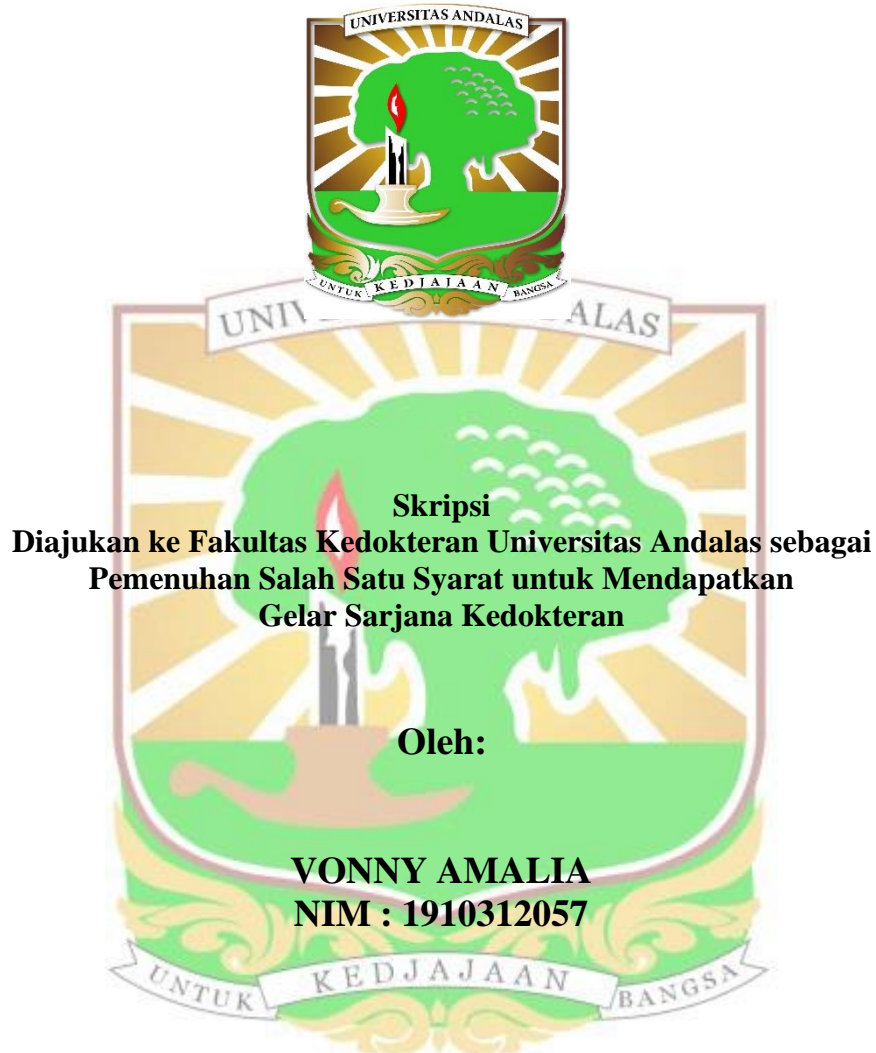 UNIVERSITAS ANDALAS
UNTUK KEDJAJAAN BANGSA
UNIV ALAS
Skripsi
Diajukan ke Fakultas Kedokteran Universitas Andalas sebagai
Pemenuhan Salah Satu Syarat untuk Mendapatkan
Gelar Sarjana Kedokteran
Oleh:
VONNY AMALIA
NIM : 1910312057
UNTUK KEDJAJAAN BANGSA